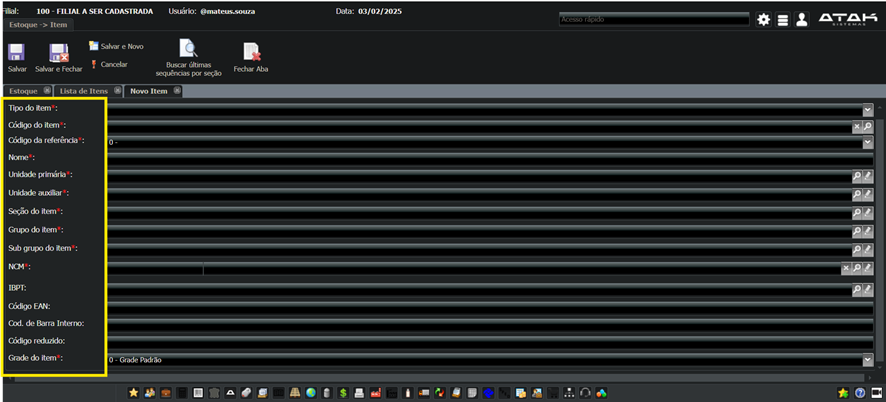 Filial: 100 - FILIAL A SER CADASTRADA Usuário: @mateus.souza Data: 03/02/2025
Estoque -> Item
Acesso rápido
ATAK
SISTEMAS
Salvar
Salvar e Fechar
Salvar e Novo
Cancelar
Buscar últimas
sequências por seção
Fechar Aba
Estoque Lista de Itens Novo Item
Tipo do item*:
Código do item*:
Código da referência*: 0 -
Nome*:
Unidade primária*:
Unidade auxiliar*:
Seção do item*:
Grupo do item*:
Sub grupo do item*:
NCM*:
IBPT:
Código EAN:
Cod. de Barra Interno:
Código reduzido:
Grade do item*: 0 - Grade Padrão